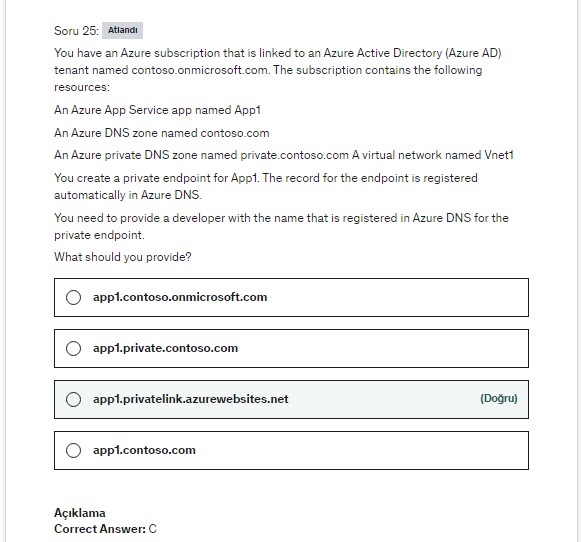 Soru 25: Atlandı
You have an Azure subscription that is linked to an Azure Active Directory (Azure AD)
tenant named contoso.onmicrosoft.com. The subscription contains the following
resources:
An Azure App Service app named App1
An Azure DNS zone named contoso.com
An Azure private DNS zone named private.contoso.com A virtual network named Vnet1
You create a private endpoint for App1. The record for the endpoint is registered
automatically in Azure DNS.
You need to provide a developer with the name that is registered in Azure DNS for the
private endpoint.
What should you provide?
app1.contoso.onmicrosoft.com
app1.private.contoso.com
app1.privatelink.azurewebsites.net (Doğru)
app1.contoso.com
Açıklama
Correct Answer: C